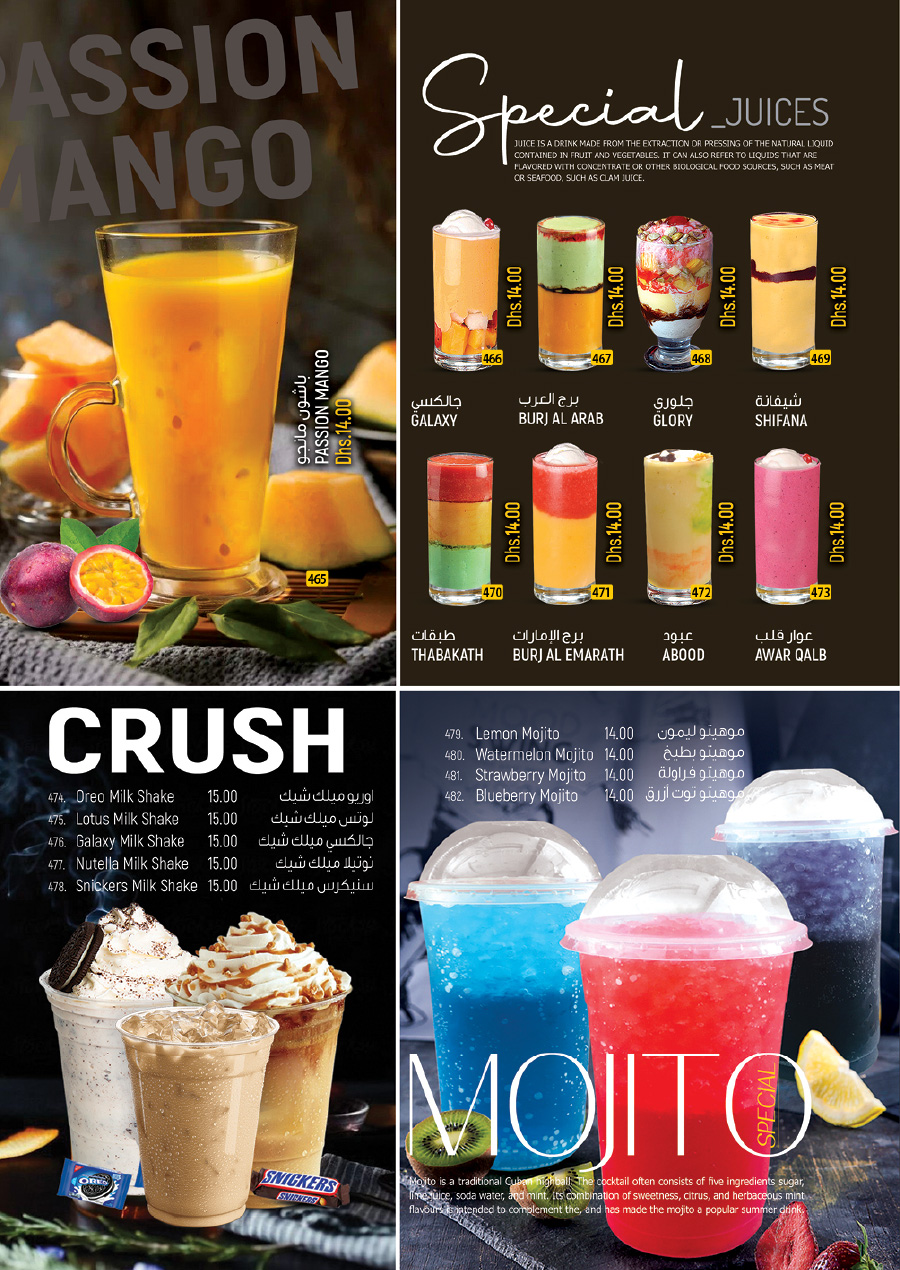 PASSION
MANGO
باشون مانجو
PASSION MANGO
Dhs.14.00
465
Special _JUICES
JUICE IS A DRINK MADE FROM THE EXTRACTION OR PRESSING OF THE NATURAL LIQUID
CONTAINED IN FRUIT AND VEGETABLES. IT CAN ALSO REFER TO LIQUIDS THAT ARE
FLAVORED WITH CONCENTRATE OR OTHER BIOLOGICAL FOOD SOURCES, SUCH AS MEAT
OR SEAFOOD, SUCH AS CLAM JUICE.
Dhs.14.00
466
جالكسي
GALAXY
Dhs.14.00
467
برج العرب
BURJ AL ARAB
Dhs.14.00
468
جلوري
GLORY
Dhs.14.00
469
شيفانة
SHIFANA
Dhs.14.00
470
طبقات
THABAKATH
Dhs.14.00
471
برج الإمارات
BURJ AL EMARATH
Dhs.14.00
472
عبود
ABOOD
Dhs.14.00
473
عوار قلب
AWAR QALB
CRUSH
474. Oreo Milk Shake 15.00 اوريو ميلك شيك
475. Lotus Milk Shake 15.00 لوتس ميلك شيك
476. Galaxy Milk Shake 15.00 جالكسي ميلك شيك
477. Nutella Milk Shake 15.00 نوتيلا ميلك شيك
478. Snickers Milk Shake 15.00 سنيكرس ميلك شيك
OREO
SNICKERS
SNICKERS
479. Lemon Mojito 14.00 موهيتو ليمون
480. Watermelon Mojito 14.00 موهيتو بطيخ
481. Strawberry Mojito 14.00 موهيتو فراولة
482. Blueberry Mojito 14.00 موهيتو توت أزرق
MOJITO
SPECIAL
Mojito is a traditional Cuban highball. The cocktail often consists of five ingredients sugar,
lime juice, soda water, and mint. Its combination of sweetness, citrus, and herbaceous mint
flavours is intended to complement the, and has made the mojito a popular summer drink.